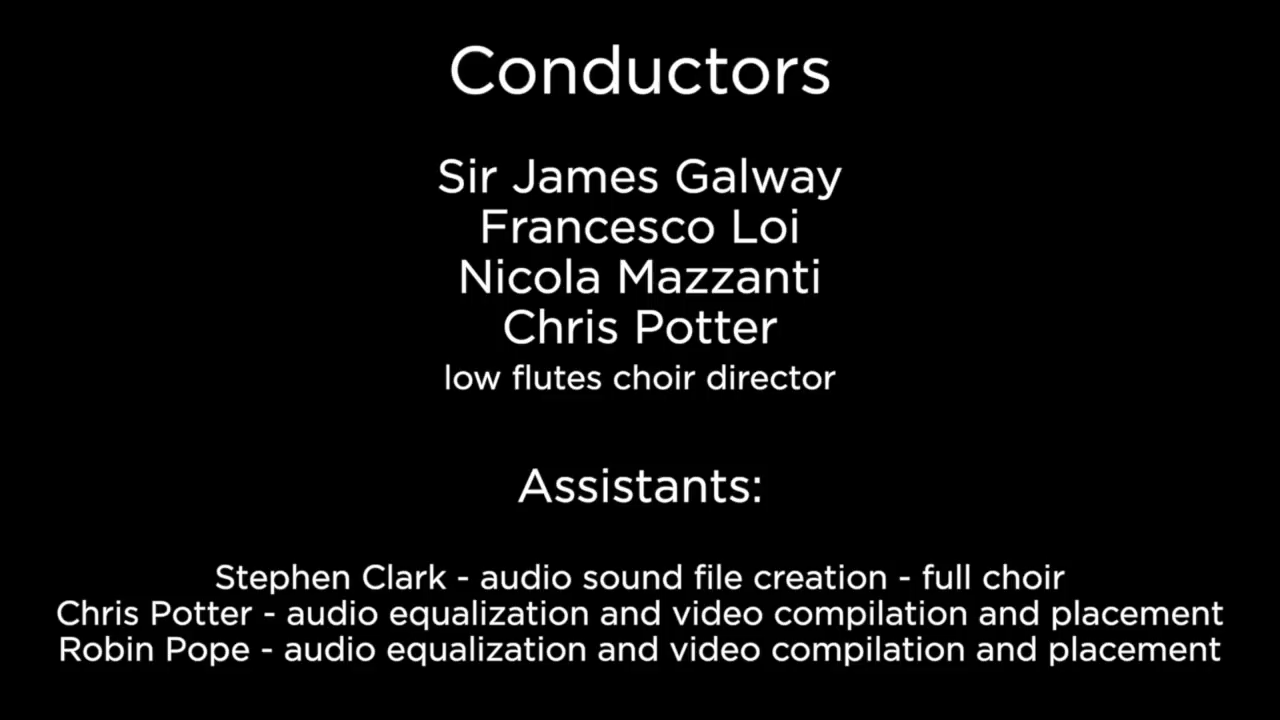 Conductors
Sir James Galway
Francesco Loi
Nicola Mazzanti
Chris Potter
low flutes choir director
Assistants:
Stephen Clark - audio sound file creation - full choir
Chris Potter - audio equalization and video compilation and placement
Robin Pope - audio equalization and video compilation and placement